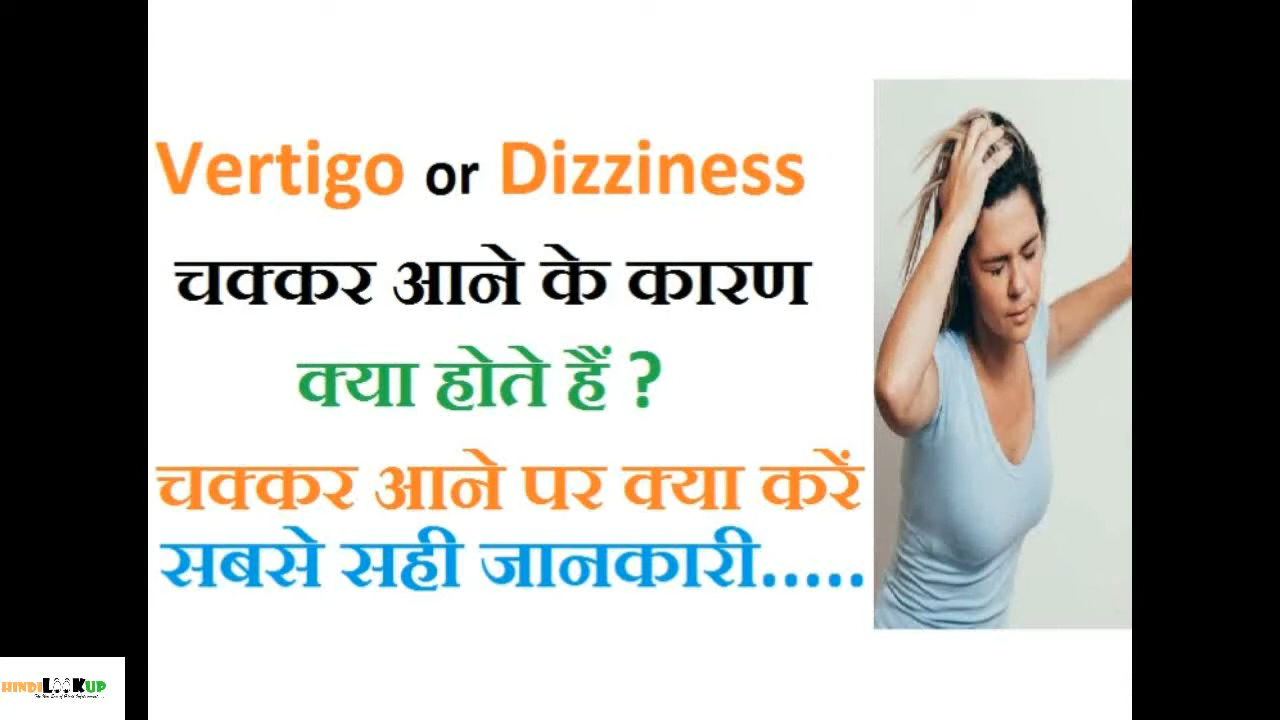 Vertigo or Dizziness
चक्कर आने के कारण
क्या होते हैं ?
चक्कर आने पर क्या करें
सबसे सही जानकारी.....
HINDILOOKUP